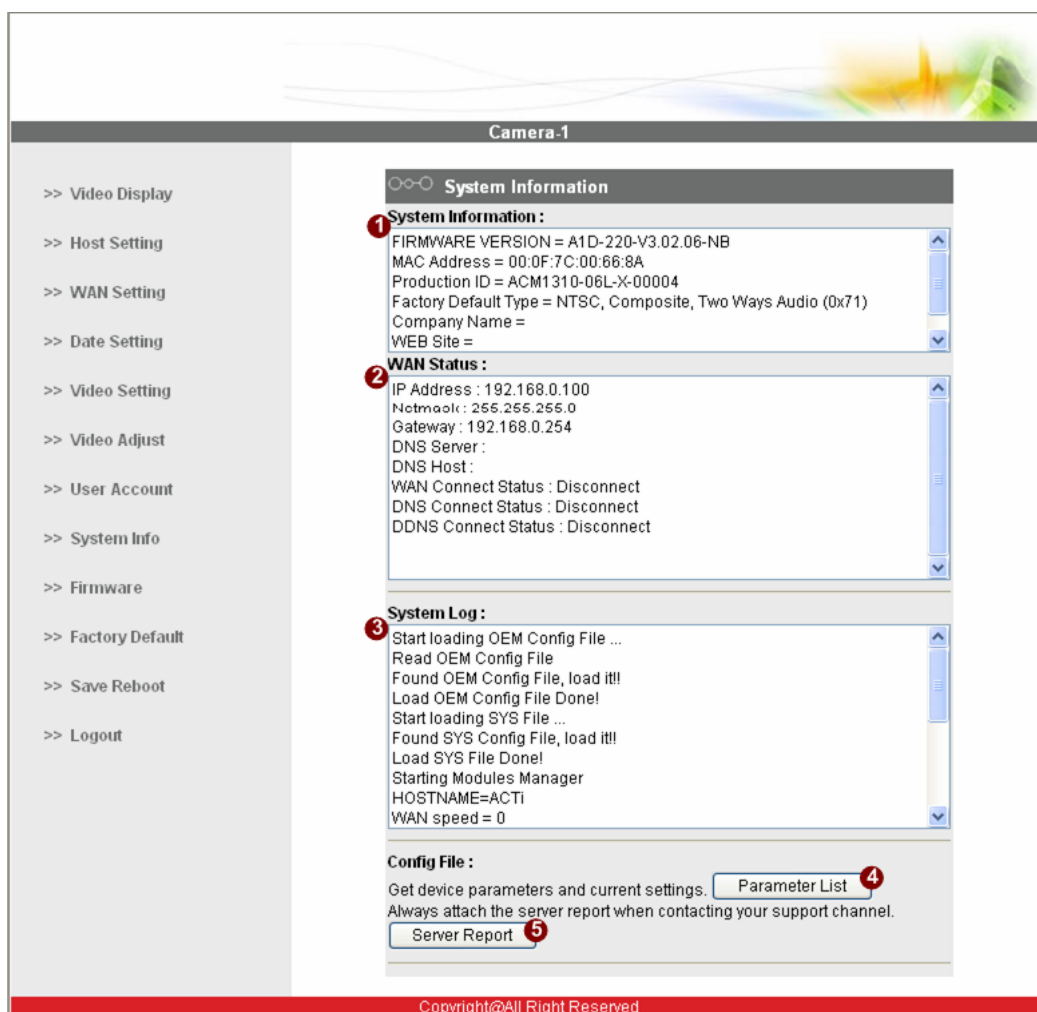 Camera-1
>> Video Display
>> Host Setting
>> WAN Setting
>> Date Setting
>> Video Setting
>> Video Adjust
>> User Account
>> System Info
>> Firmware
>> Factory Default
>> Save Reboot
>> Logout
System Information
1
System Information :
FIRMWARE VERSION = A1D-220-V3.02.06-NB
MAC Address = 00:0F:7C:00:66:8A
Production ID = ACM1310-06L-X-00004
Factory Default Type = NTSC, Composite, Two Ways Audio (0x71)
Company Name =
WEB Site =
2
WAN Status :
IP Address : 192.168.0.100
Netmask : 255.255.255.0
Gateway : 192.168.0.254
DNS Server :
DNS Host :
WAN Connect Status : Disconnect
DNS Connect Status : Disconnect
DDNS Connect Status : Disconnect
System Log :
3
Start loading OEM Config File ...
Read OEM Config File
Found OEM Config File, load it!!
Load OEM Config File Done!
Start loading SYS File ...
Found SYS Config File, load it!!
Load SYS File Done!
Starting Modules Manager
HOSTNAME=ACTi
WAN speed = 0
Config File :
Get device parameters and current settings. Parameter List 4
Always attach the server report when contacting your support channel.
Server Report 5
Copyright@All Right Reserved